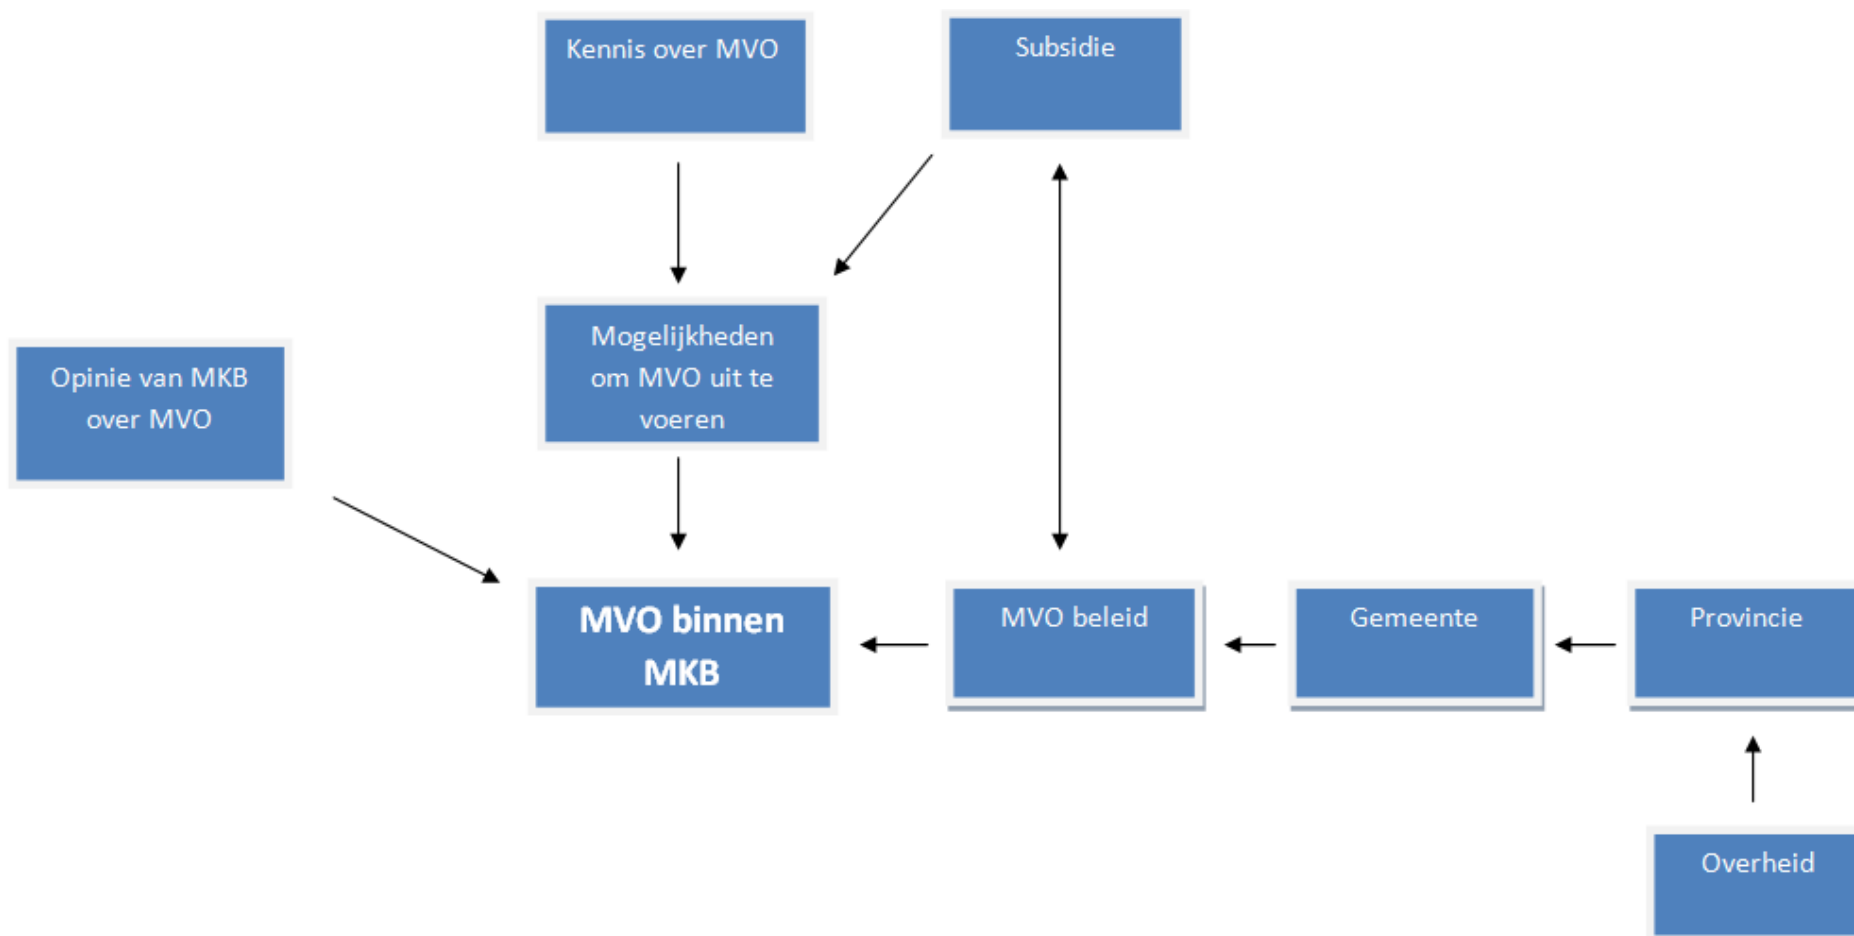 Kennis over MVO
Subsidie
Mogelijkheden
om MVO uit te
voeren
Opinie van MKB
over MVO
MVO binnen
MKB
MVO beleid
Gemeente
Provincie
Overheid